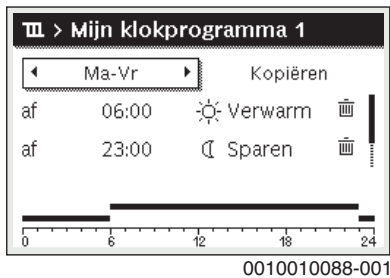 > Mijn klokprogramma 1
Ma-Vr Kopiëren
af 06:00 Verwarm
af 23:00 Sparen
0 6 12 18 24
0010010088-001